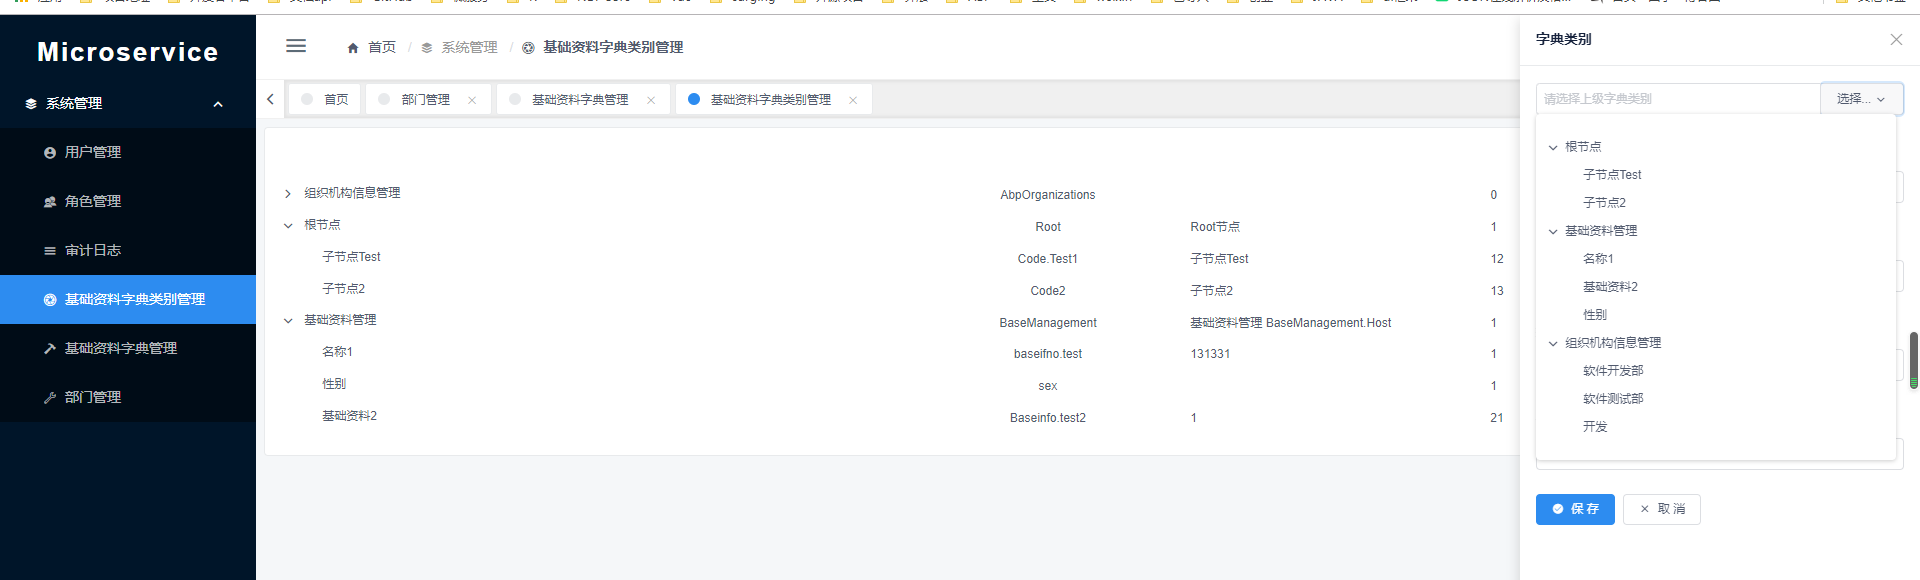 Microservice
系统管理
用户管理
角色管理
审计日志
基础资料字典类别管理
基础资料字典管理
部门管理
首页 / 系统管理 / 基础资料字典类别管理
首页 部门管理 基础资料字典管理 基础资料字典类别管理
组织机构信息管理 AbpOrganizations 0
根节点 Root Root节点 1
子节点Test Code.Test1 子节点Test 12
子节点2 Code2 子节点2 13
基础资料管理 BaseManagement 基础资料管理 BaseManagement.Host 1
名称1 baseifno.test 131331 1
性别 sex 1
基础资料2 Baseinfo.test2 1 21
字典类别
请选择上级字典类别 选择...
根节点
子节点Test
子节点2
基础资料管理
名称1
基础资料2
性别
组织机构信息管理
软件开发部
软件测试部
开发
保存 取消